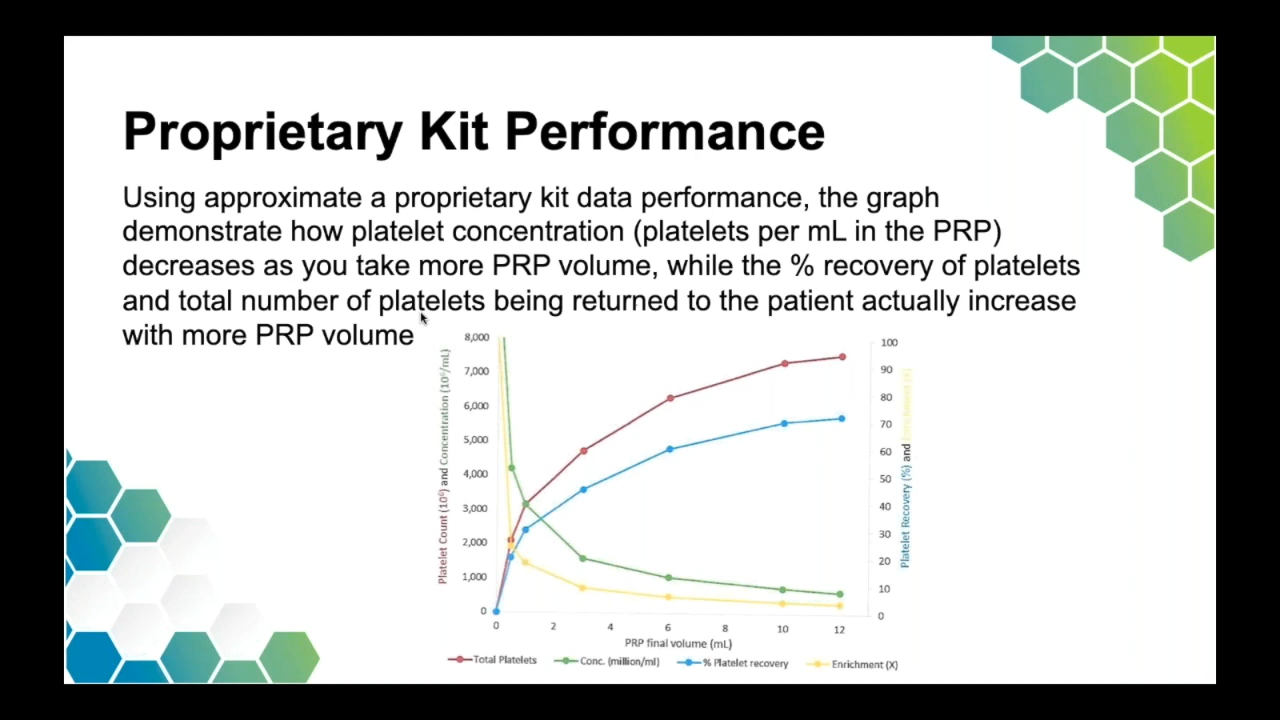 Proprietary Kit Performance
Using approximate a proprietary kit data performance, the graph
demonstrate how platelet concentration (platelets per mL in the PRP)
decreases as you take more PRP volume, while the % recovery of platelets
and total number of platelets being returned to the patient actually increase
with more PRP volume
8,000
7,000
6,000
5,000
4,000
3,000
2,000
1,000
0
Platelet Count (10⁶) and Concentration (10⁶/mL)
100
90
80
70
60
50
40
30
20
10
0
Platelet Recovery (%) and Enrichment (X)
0 2 4 6 8 10 12
PRP final volume (mL)
Total Platelets Conc. (million/ml) % Platelet recovery Enrichment (X)